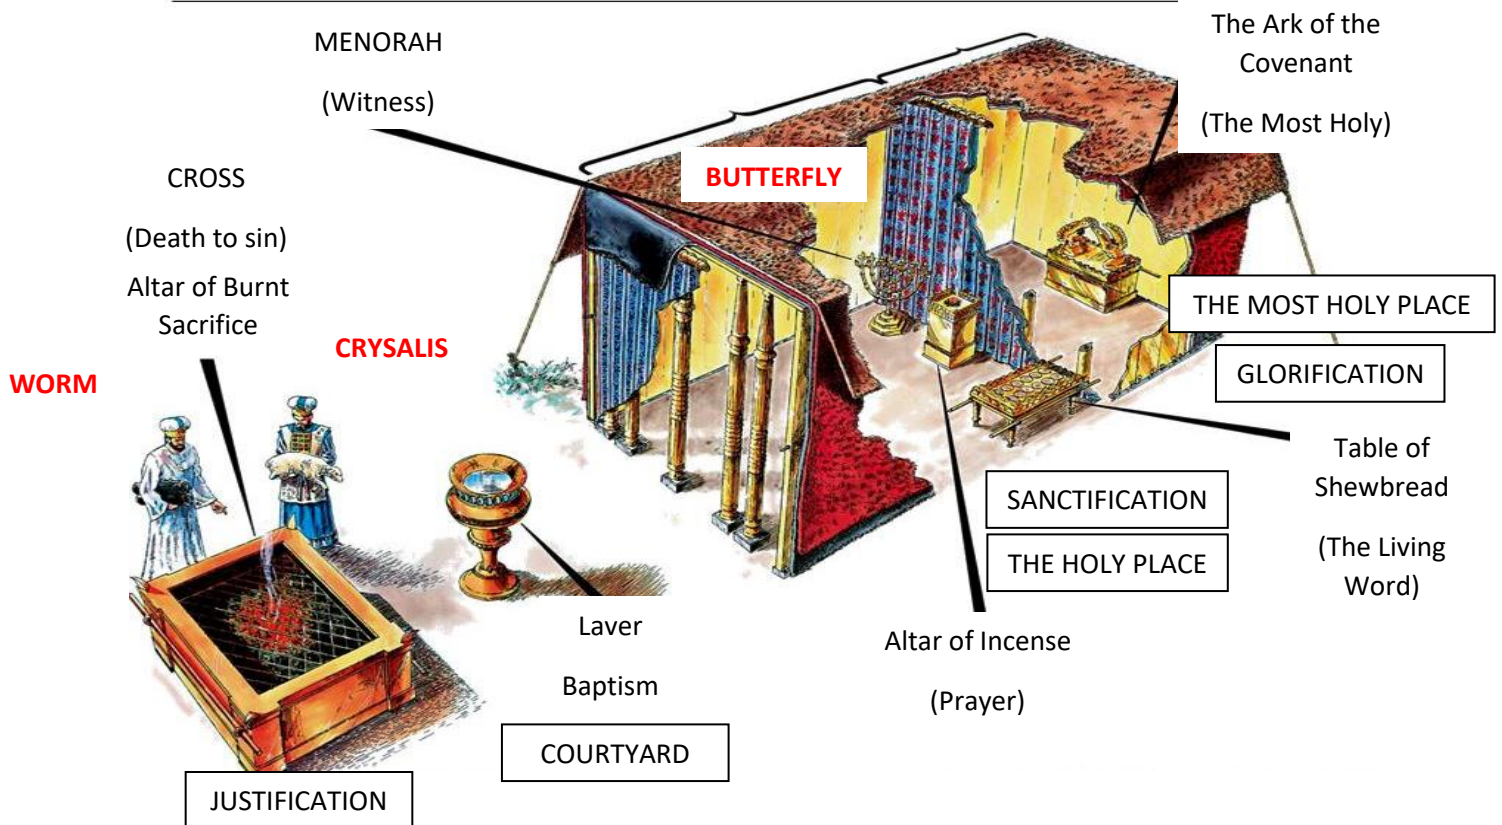 MENORAH
(Witness)
The Ark of the
Covenant
(The Most Holy)
BUTTERFLY
CROSS
(Death to sin)
Altar of Burnt
Sacrifice
CRYSALIS
WORM
THE MOST HOLY PLACE
GLORIFICATION
Table of
Shewbread
(The Living
Word)
SANCTIFICATION
THE HOLY PLACE
Altar of Incense
(Prayer)
Laver
Baptism
COURTYARD
JUSTIFICATION